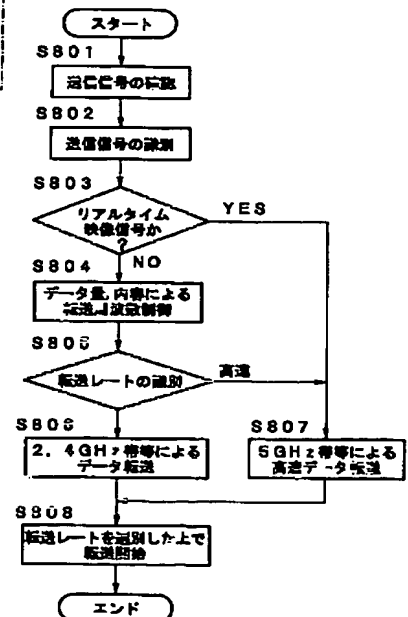 スタート
S801
送信信号の確認
S802
送信信号の識別
S803
リアルタイム
映像信号か
?
YES
NO
S804
データ量,内容による
転送周波数制御
S805
転送レートの識別
高速
S806
2.4GHz帯等による
データ転送
S807
5GHz帯等による
高速データ転送
S808
転送レートを識別した上で
転送開始
エンド